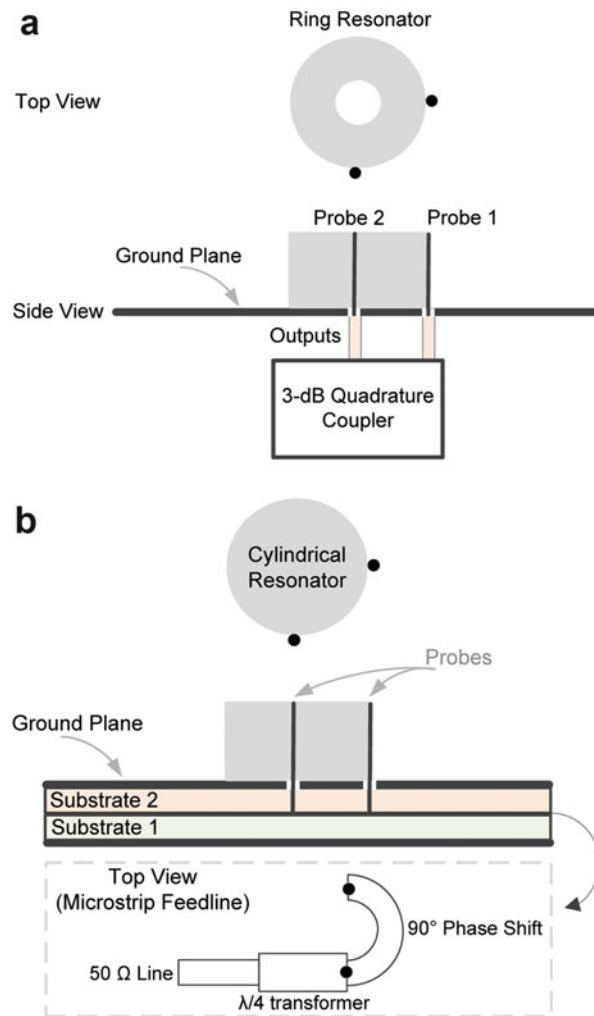 a
Ring Resonator
Top View
Probe 2
Probe 1
Ground Plane
Side View
Outputs
3-dB Quadrature
Coupler
b
Cylindrical
Resonator
Probes
Ground Plane
Substrate 2
Substrate 1
Top View
(Microstrip Feedline)
90° Phase Shift
50 Ω Line
λ/4 transformer